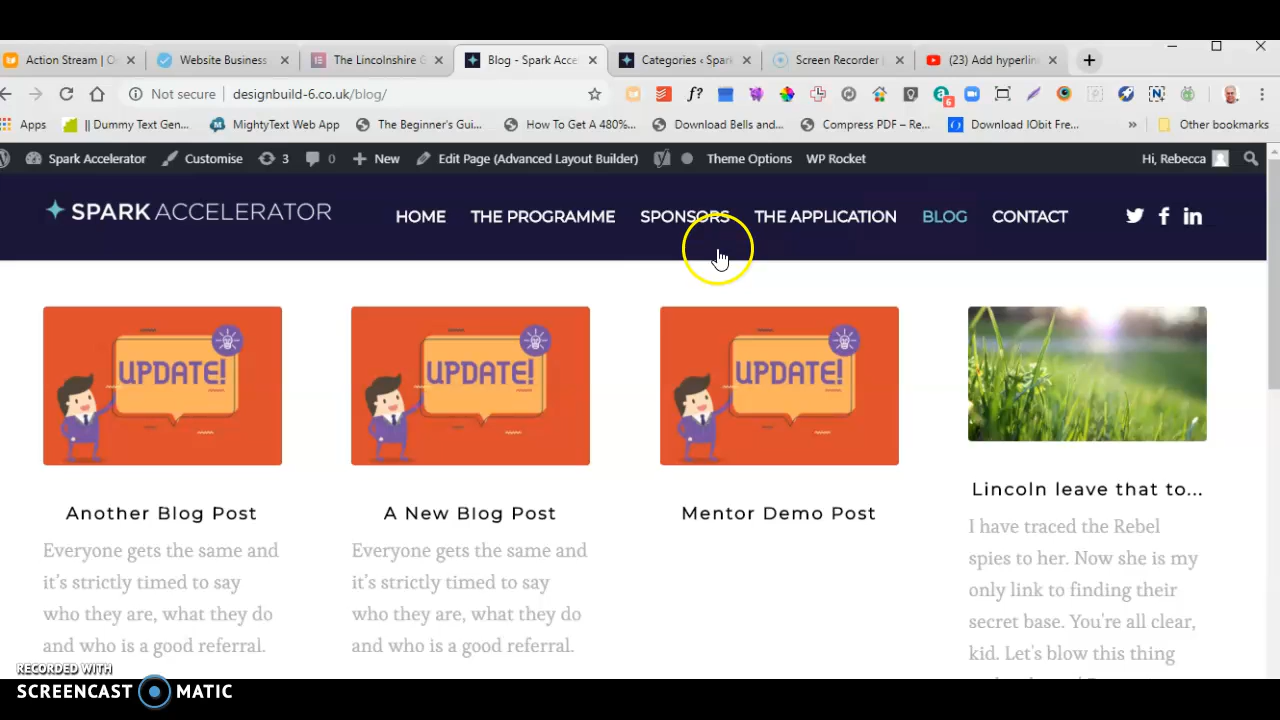 Action Stream | O
Website Business
The Lincolnshire G
Blog - Spark Acce
Categories ‹ Spark
Screen Recorder |
(23) Add hyperlin
Not secure | designbuild-6.co.uk/blog/
6
Apps
|| Dummy Text Gen...
MightyText Web App
The Beginner's Gui...
How To Get A 480%...
Download Bells and...
Compress PDF – Re...
Download IObit Fre...
»
Other bookmarks
Spark Accelerator Customise 3 0 New Edit Page (Advanced Layout Builder) Theme Options WP Rocket Hi, Rebecca
SPARK ACCELERATOR
HOME THE PROGRAMME SPONSORS THE APPLICATION BLOG CONTACT
UPDATE!
UPDATE!
UPDATE!
Another Blog Post
Everyone gets the same and
it's strictly timed to say
who they are, what they do
and who is a good referral.
A New Blog Post
Everyone gets the same and
it's strictly timed to say
who they are, what they do
and who is a good referral.
Mentor Demo Post
Lincoln leave that to...
I have traced the Rebel
spies to her. Now she is my
only link to finding their
secret base. You're all clear,
kid. Let's blow this thing
RECORDED WITH
SCREENCAST MATIC